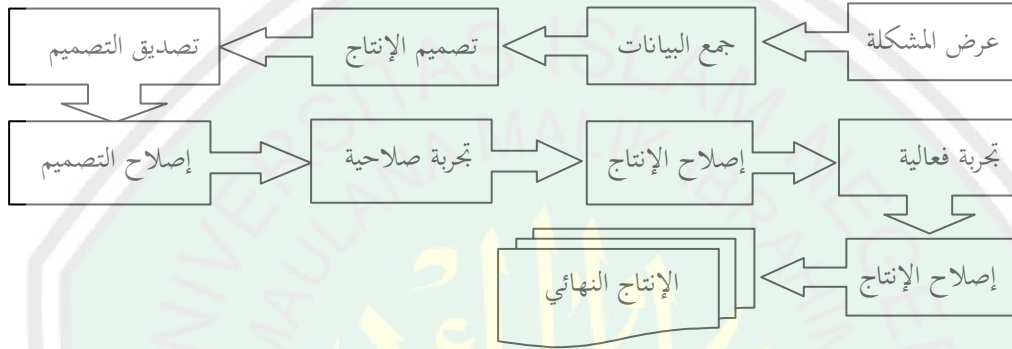 عرض المشكلة
جمع البيانات
تصميم الإنتاج
تصديق التصميم
إصلاح التصميم
تجربة صلاحية
إصلاح الإنتاج
تجربة فعالية
إصلاح الإنتاج
الإنتاج النهائي